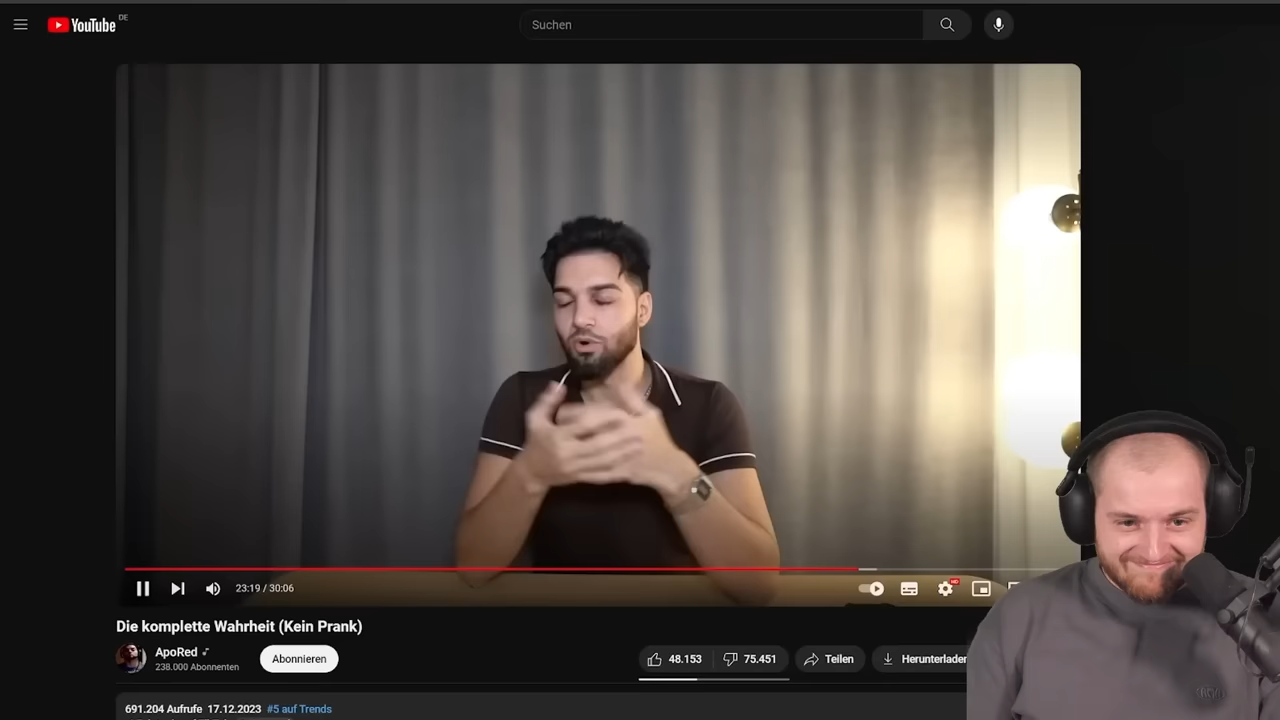 YouTube DE
Suchen
23:19 / 30:06
HD
Die komplette Wahrheit (Kein Prank)
ApoRed
238.000 Abonnenten
Abonnieren
48.153
75.451
Teilen
Herunterladen
691.204 Aufrufe 17.12.2023 #5 auf Trends